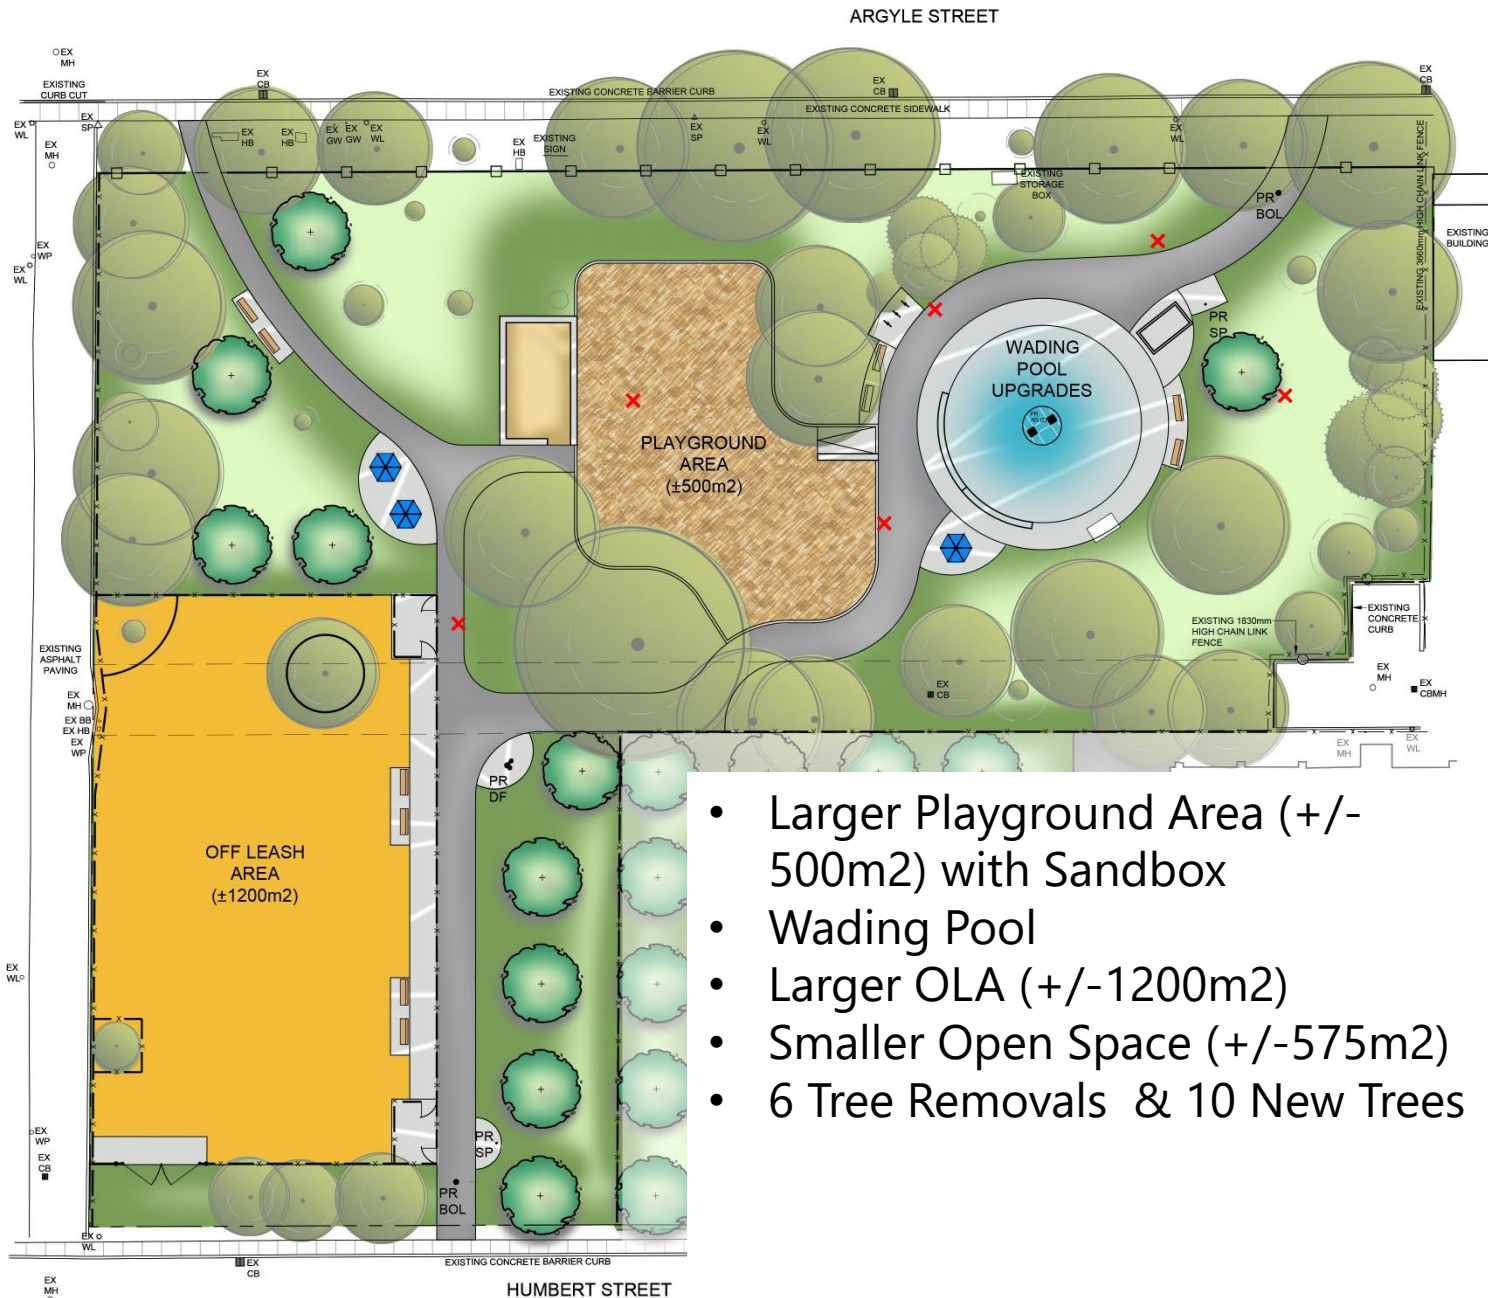 ARGYLE STREET
EX
MH
EXISTING
CURB CUT
EX
CB
EXISTING CONCRETE BARRIER CURB
EX
CB
EX
CB
EXISTING CONCRETE SIDEWALK
EX
WL
EX
SP
EX
MH
EX
HB
EX
HB
EX
GW
EX
GW
EX
WL
EX
HB
EXISTING
SIGN
EX
SP
EX
WL
EX
WL
EXISTING
STORAGE
BOX
PR
BOL
EXISTING 3660mm HIGH CHAIN LINK FENCE
EXISTING
BUILDING
EX
WP
EX
WL
PR
SP
WADING
POOL
UPGRADES
PLAYGROUND
AREA
(±500m2)
EXISTING
ASPHALT
PAVING
EX
MH
EX BB
EX HB
EX
WP
EXISTING 1830mm
HIGH CHAIN LINK
FENCE
EXISTING
CONCRETE
CURB
EX
CB
EX
MH
EX
CBMH
EX
MH
EX
WL
PR
DF
OFF LEASH
AREA
(±1200m2)
• Larger Playground Area (+/-
500m2) with Sandbox
• Wading Pool
• Larger OLA (+/-1200m2)
• Smaller Open Space (+/-575m2)
• 6 Tree Removals & 10 New Trees
EX
WL
EX
WP
EX
CB
PR
SP
PR
BOL
EX
WL
EX
CB
EXISTING CONCRETE BARRIER CURB
EX
MH
HUMBERT STREET